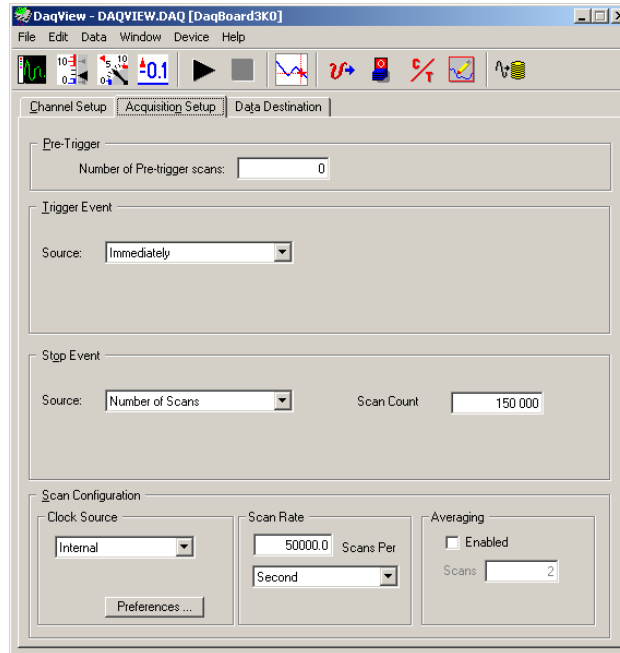 DaqView - DAQVIEW.DAQ [DaqBoard3K0]
File Edit Data Window Device Help
10 0 5 10 0 ±0.1 C/T
Channel Setup Acquisition Setup Data Destination
Pre-Trigger
Number of Pre-trigger scans: 0
Trigger Event
Source: Immediately
Stop Event
Source: Number of Scans Scan Count 150 000
Scan Configuration
Clock Source Scan Rate Averaging
Internal 50000.0 Scans Per Enabled
Second Scans 2
Preferences ...